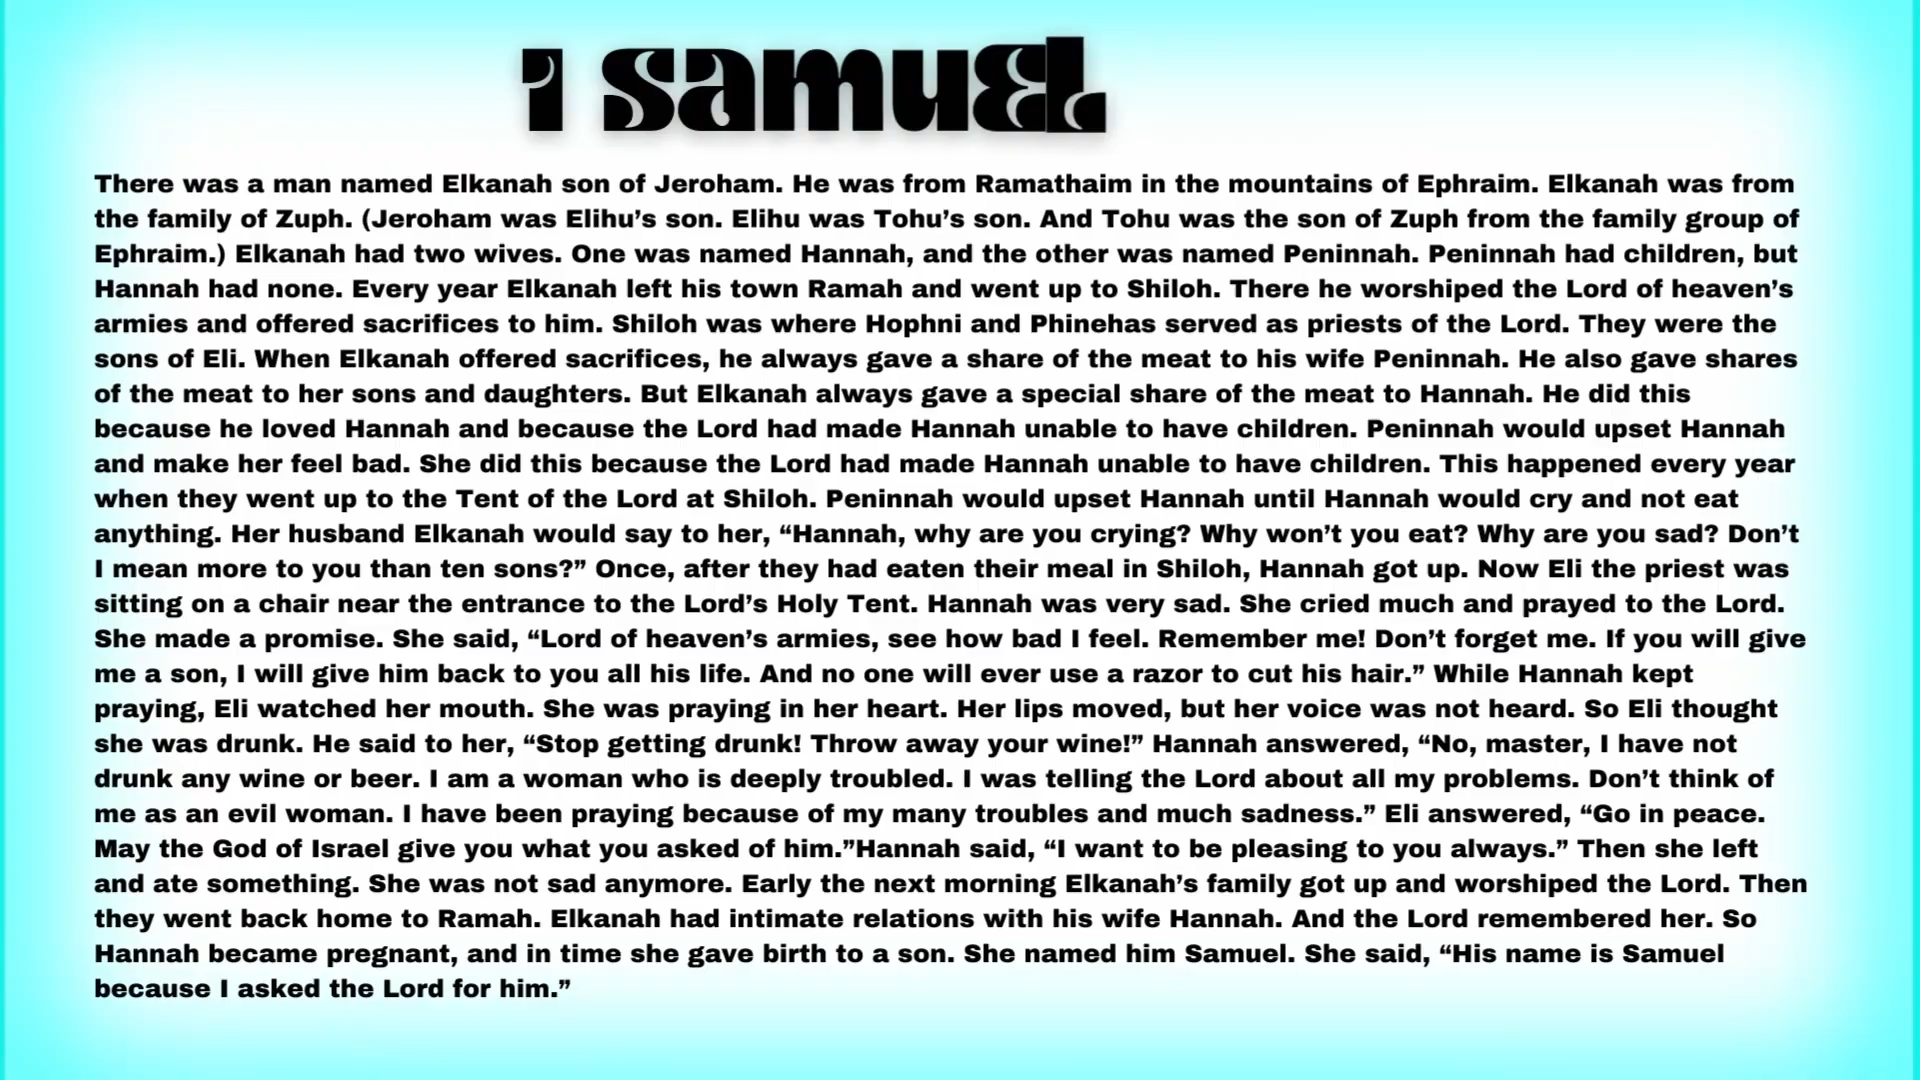 1 samuel
There was a man named Elkanah son of Jeroham. He was from Ramathaim in the mountains of Ephraim. Elkanah was from
the family of Zuph. (Jeroham was Elihu’s son. Elihu was Tohu’s son. And Tohu was the son of Zuph from the family group of
Ephraim.) Elkanah had two wives. One was named Hannah, and the other was named Peninnah. Peninnah had children, but
Hannah had none. Every year Elkanah left his town Ramah and went up to Shiloh. There he worshiped the Lord of heaven’s
armies and offered sacrifices to him. Shiloh was where Hophni and Phinehas served as priests of the Lord. They were the
sons of Eli. When Elkanah offered sacrifices, he always gave a share of the meat to his wife Peninnah. He also gave shares
of the meat to her sons and daughters. But Elkanah always gave a special share of the meat to Hannah. He did this
because he loved Hannah and because the Lord had made Hannah unable to have children. Peninnah would upset Hannah
and make her feel bad. She did this because the Lord had made Hannah unable to have children. This happened every year
when they went up to the Tent of the Lord at Shiloh. Peninnah would upset Hannah until Hannah would cry and not eat
anything. Her husband Elkanah would say to her, “Hannah, why are you crying? Why won’t you eat? Why are you sad? Don’t
I mean more to you than ten sons?” Once, after they had eaten their meal in Shiloh, Hannah got up. Now Eli the priest was
sitting on a chair near the entrance to the Lord’s Holy Tent. Hannah was very sad. She cried much and prayed to the Lord.
She made a promise. She said, “Lord of heaven’s armies, see how bad I feel. Remember me! Don’t forget me. If you will give
me a son, I will give him back to you all his life. And no one will ever use a razor to cut his hair.” While Hannah kept
praying, Eli watched her mouth. She was praying in her heart. Her lips moved, but her voice was not heard. So Eli thought
she was drunk. He said to her, “Stop getting drunk! Throw away your wine!” Hannah answered, “No, master, I have not
drunk any wine or beer. I am a woman who is deeply troubled. I was telling the Lord about all my problems. Don’t think of
me as an evil woman. I have been praying because of my many troubles and much sadness.” Eli answered, “Go in peace.
May the God of Israel give you what you asked of him.”Hannah said, “I want to be pleasing to you always.” Then she left
and ate something. She was not sad anymore. Early the next morning Elkanah’s family got up and worshiped the Lord. Then
they went back home to Ramah. Elkanah had intimate relations with his wife Hannah. And the Lord remembered her. So
Hannah became pregnant, and in time she gave birth to a son. She named him Samuel. She said, “His name is Samuel
because I asked the Lord for him.”